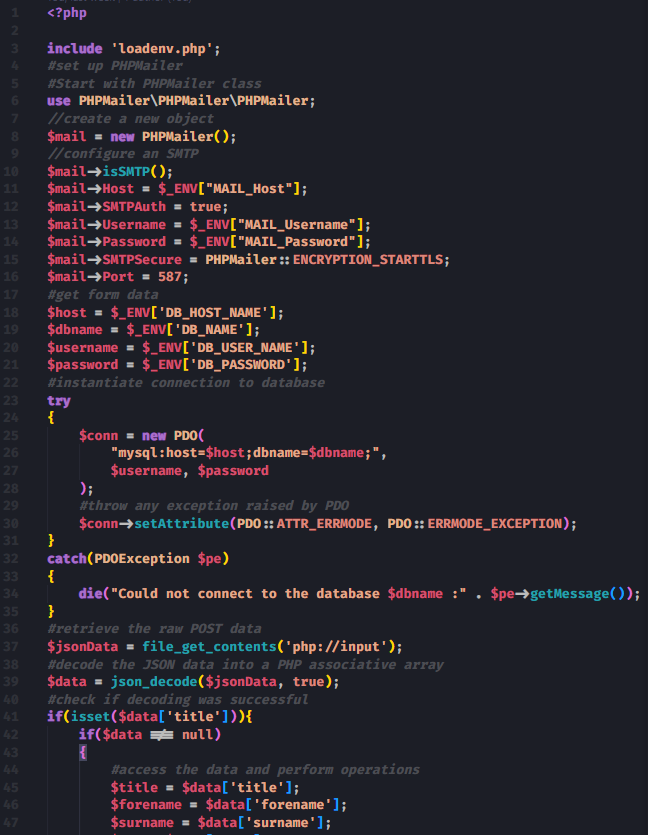 1 <?php
2
3 include 'loadenv.php';
4 #set up PHPMailer
5 #Start with PHPMailer class
6 use PHPMailer\PHPMailer\PHPMailer;
7 //create a new object
8 $mail = new PHPMailer();
9 //configure an SMTP
10 $mail->isSMTP();
11 $mail->Host = $_ENV["MAIL_Host"];
12 $mail->SMTPAuth = true;
13 $mail->Username = $_ENV["MAIL_Username"];
14 $mail->Password = $_ENV["MAIL_Password"];
15 $mail->SMTPSecure = PHPMailer::ENCRYPTION_STARTTLS;
16 $mail->Port = 587;
17 #get form data
18 $host = $_ENV['DB_HOST_NAME'];
19 $dbname = $_ENV['DB_NAME'];
20 $username = $_ENV['DB_USER_NAME'];
21 $password = $_ENV['DB_PASSWORD'];
22 #instantiate connection to database
23 try
24 {
25 $conn = new PDO(
26 "mysql:host=$host;dbname=$dbname;",
27 $username, $password
28 );
29 #throw any exception raised by PDO
30 $conn->setAttribute(PDO::ATTR_ERRMODE, PDO::ERRMODE_EXCEPTION);
31 }
32 catch(PDOException $pe)
33 {
34 die("Could not connect to the database $dbname :" . $pe->getMessage());
35 }
36 #retrieve the raw POST data
37 $jsonData = file_get_contents('php://input');
38 #decode the JSON data into a PHP associative array
39 $data = json_decode($jsonData, true);
40 #check if decoding was successful
41 if(isset($data['title'])){
42 if($data !== null)
43 {
44 #access the data and perform operations
45 $title = $data['title'];
46 $forename = $data['forename'];
47 $surname = $data['surname'];